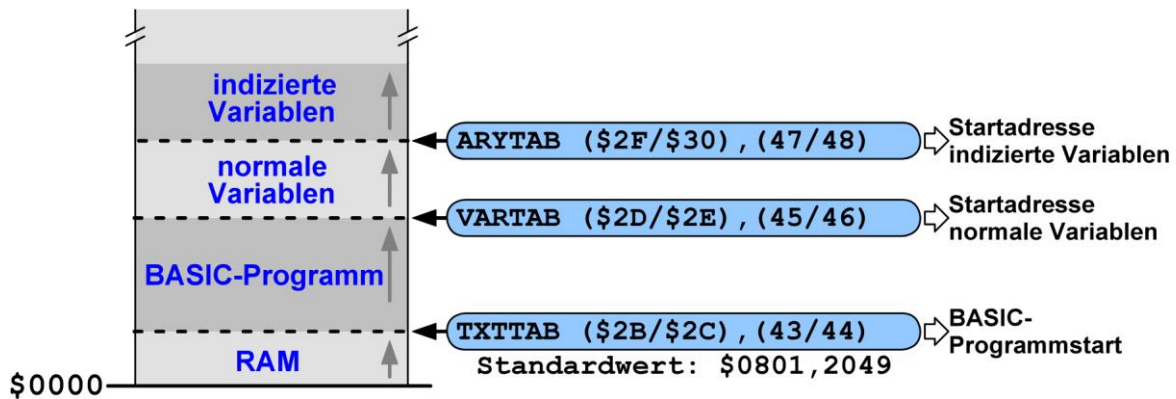 indizierte
Variablen
ARYTAB ($2F/$30),(47/48)
Startadresse
indizierte Variablen
normale
Variablen
VARTAB ($2D/$2E),(45/46)
Startadresse
normale Variablen
BASIC-Programm
TXTTAB ($2B/$2C),(43/44)
BASIC-
Programmstart
RAM
Standardwert: $0801,2049
$0000